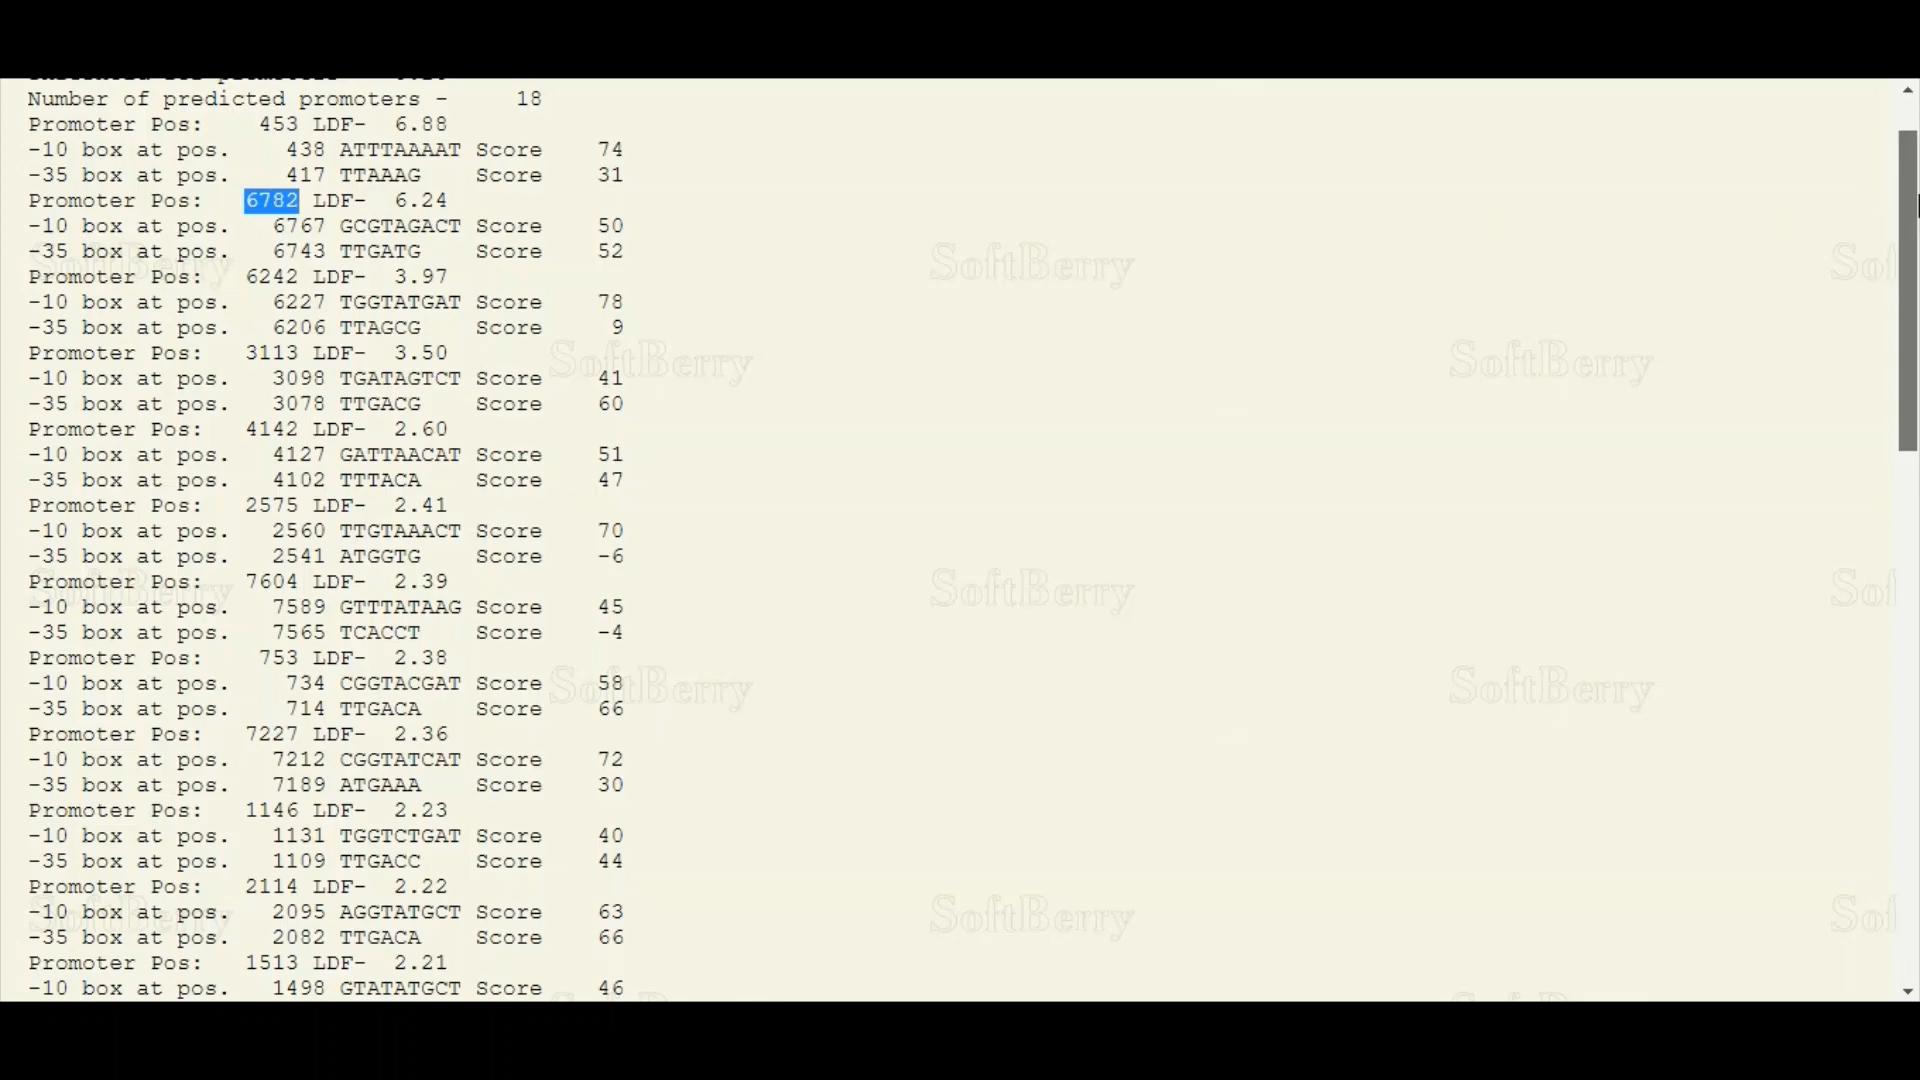 Number of predicted promoters -     18
Promoter Pos:    453 LDF-  6.88
-10 box at pos.    438 ATTTAAAAT Score    74
-35 box at pos.    417 TTAAAG    Score    31
Promoter Pos:   6782 LDF-  6.24
-10 box at pos.   6767 GCGTAGACT Score    50
-35 box at pos.   6743 TTGATG    Score    52
Promoter Pos:   6242 LDF-  3.97
-10 box at pos.   6227 TGGTATGAT Score    78
-35 box at pos.   6206 TTAGCG    Score     9
Promoter Pos:   3113 LDF-  3.50
-10 box at pos.   3098 TGATAGTCT Score    41
-35 box at pos.   3078 TTGACG    Score    60
Promoter Pos:   4142 LDF-  2.60
-10 box at pos.   4127 GATTAACAT Score    51
-35 box at pos.   4102 TTTACA    Score    47
Promoter Pos:   2575 LDF-  2.41
-10 box at pos.   2560 TTGTAAACT Score    70
-35 box at pos.   2541 ATGGTG    Score    -6
Promoter Pos:   7604 LDF-  2.39
-10 box at pos.   7589 GTTTATAAG Score    45
-35 box at pos.   7565 TCACCT    Score    -4
Promoter Pos:    753 LDF-  2.38
-10 box at pos.    734 CGGTACGAT Score    58
-35 box at pos.    714 TTGACA    Score    66
Promoter Pos:   7227 LDF-  2.36
-10 box at pos.   7212 CGGTATCAT Score    72
-35 box at pos.   7189 ATGAAA    Score    30
Promoter Pos:   1146 LDF-  2.23
-10 box at pos.   1131 TGGTCTGAT Score    40
-35 box at pos.   1109 TTGACC    Score    44
Promoter Pos:   2114 LDF-  2.22
-10 box at pos.   2095 AGGTATGCT Score    63
-35 box at pos.   2082 TTGACA    Score    66
Promoter Pos:   1513 LDF-  2.21
-10 box at pos.   1498 GTATATGCT Score    46
SoftBerry
SoftBerry
SoftBerry
SoftBerry
SoftBerry
SoftBerry
SoftBerry
SoftBerry
SoftBerry
SoftBerry